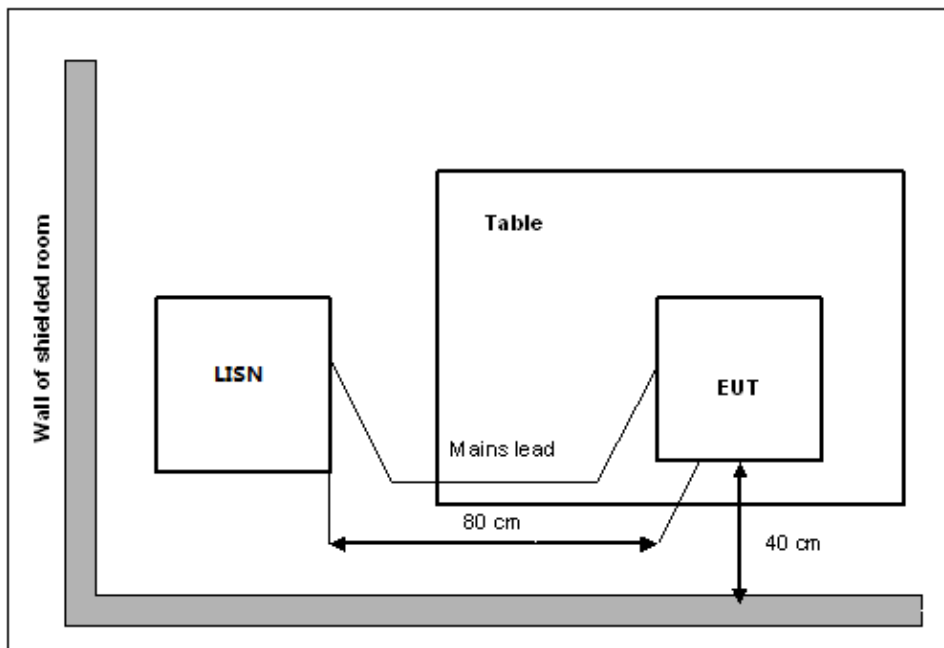 Wall of shielded room
Table
LISN
EUT
Mains lead
80 cm
40 cm